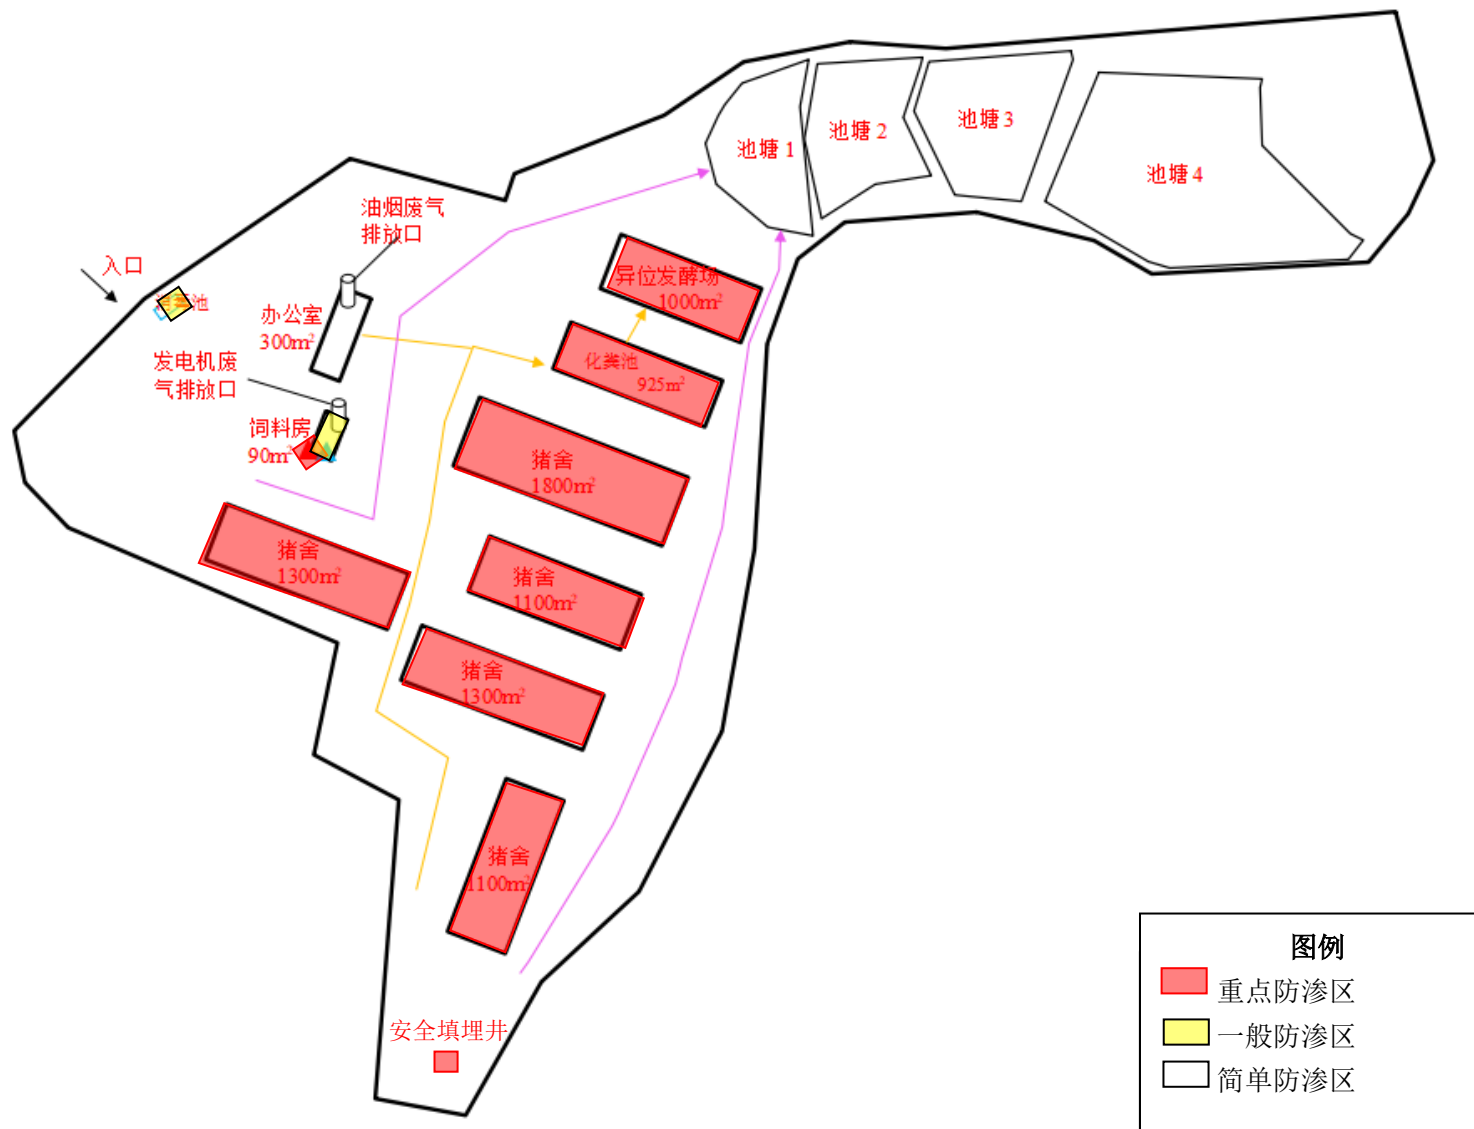 池塘 1
池塘 2
池塘 3
池塘 4
油烟废气
排放口
入口
池
办公室
300m²
异位发酵场
1000m²
发电机废
气排放口
化粪池
925m²
饲料房
90m²
猪舍
1800m²
猪舍
1300m²
猪舍
1100m²
猪舍
1300m²
猪舍
1100m²
安全填埋井
图例
重点防渗区
一般防渗区
简单防渗区